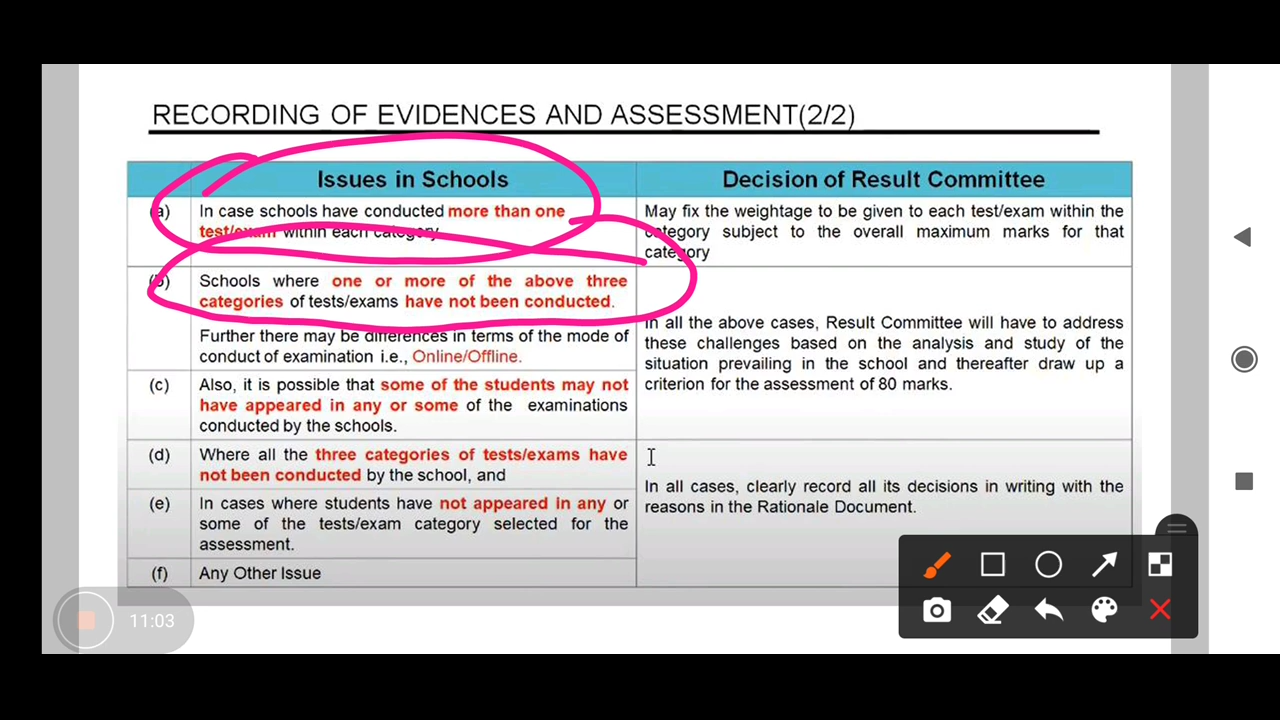 RECORDING OF EVIDENCES AND ASSESSMENT(2/2)
Issues in Schools
Decision of Result Committee
(a)
In case schools have conducted more than one
test/exam within each category.
May fix the weightage to be given to each test/exam within the
category subject to the overall maximum marks for that
category
(b)
Schools where one or more of the above three
categories of tests/exams have not been conducted.
Further there may be differences in terms of the mode of
conduct of examination i.e., Online/Offline.
In all the above cases, Result Committee will have to address
these challenges based on the analysis and study of the
situation prevailing in the school and thereafter draw up a
criterion for the assessment of 80 marks.
(c)
Also, it is possible that some of the students may not
have appeared in any or some of the examinations
conducted by the schools.
(d)
Where all the three categories of tests/exams have
not been conducted by the school, and
In all cases, clearly record all its decisions in writing with the
reasons in the Rationale Document.
(e)
In cases where students have not appeared in any or
some of the tests/exam category selected for the
assessment.
(f)
Any Other Issue
11:03